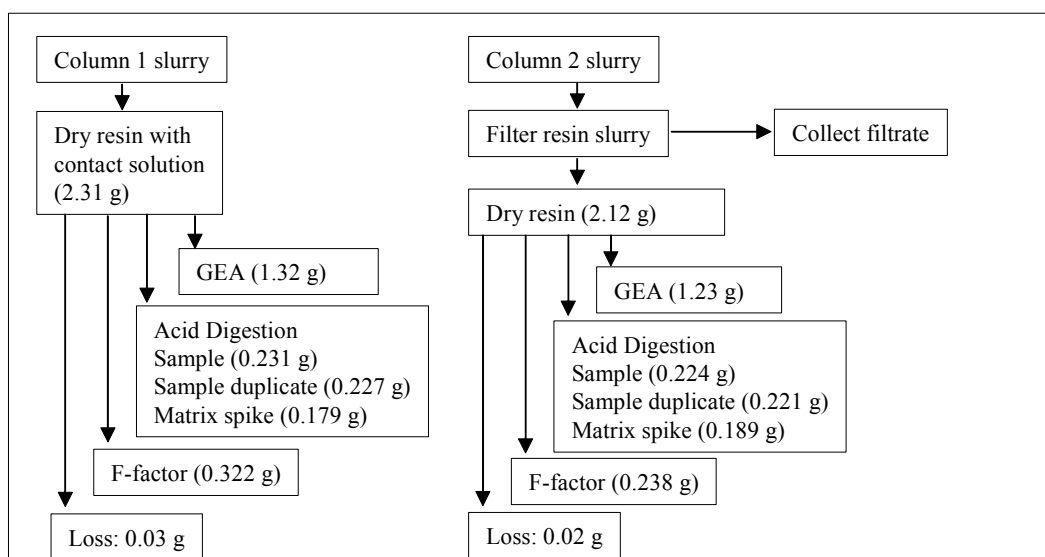 Column 1 slurry
Dry resin with
contact solution
(2.31 g)
GEA (1.32 g)
Acid Digestion
Sample (0.231 g)
Sample duplicate (0.227 g)
Matrix spike (0.179 g)
F-factor (0.322 g)
Loss: 0.03 g
Column 2 slurry
Filter resin slurry
Collect filtrate
Dry resin (2.12 g)
GEA (1.23 g)
Acid Digestion
Sample (0.224 g)
Sample duplicate (0.221 g)
Matrix spike (0.189 g)
F-factor (0.238 g)
Loss: 0.02 g